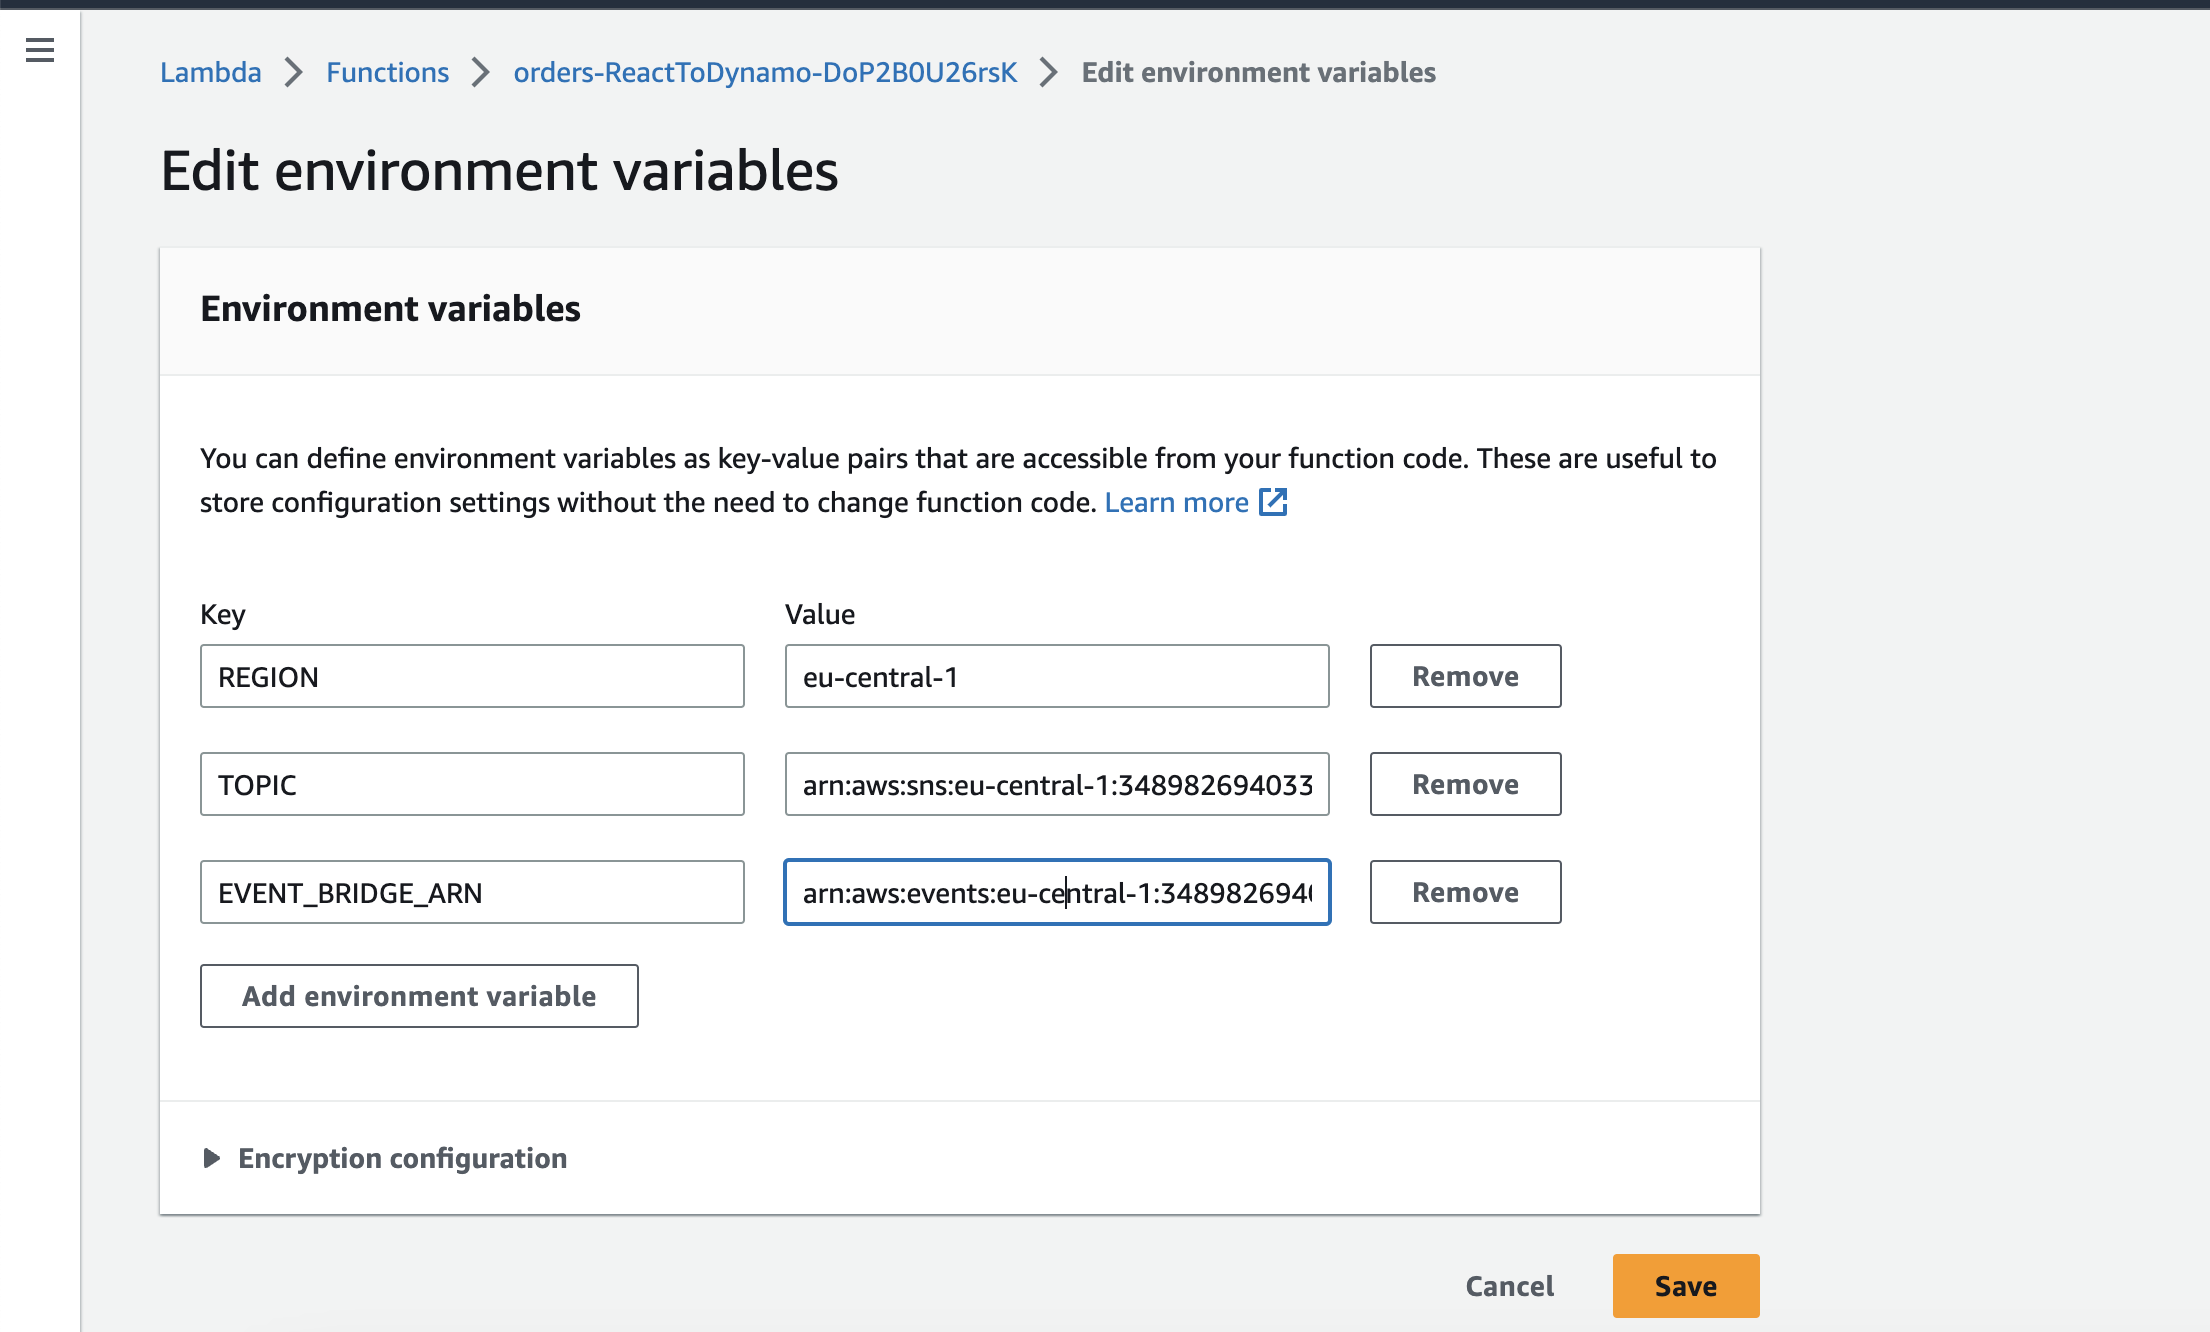 Lambda > Functions > orders-ReactToDynamo-DoP2B0U26rsK > Edit environment variables
Edit environment variables
Environment variables
You can define environment variables as key-value pairs that are accessible from your function code. These are useful to
store configuration settings without the need to change function code. Learn more
Key Value
REGION eu-central-1 Remove
TOPIC arn:aws:sns:eu-central-1:348982694033 Remove
EVENT_BRIDGE_ARN arn:aws:events:eu-central-1:348982694 Remove
Add environment variable
Encryption configuration
Cancel Save